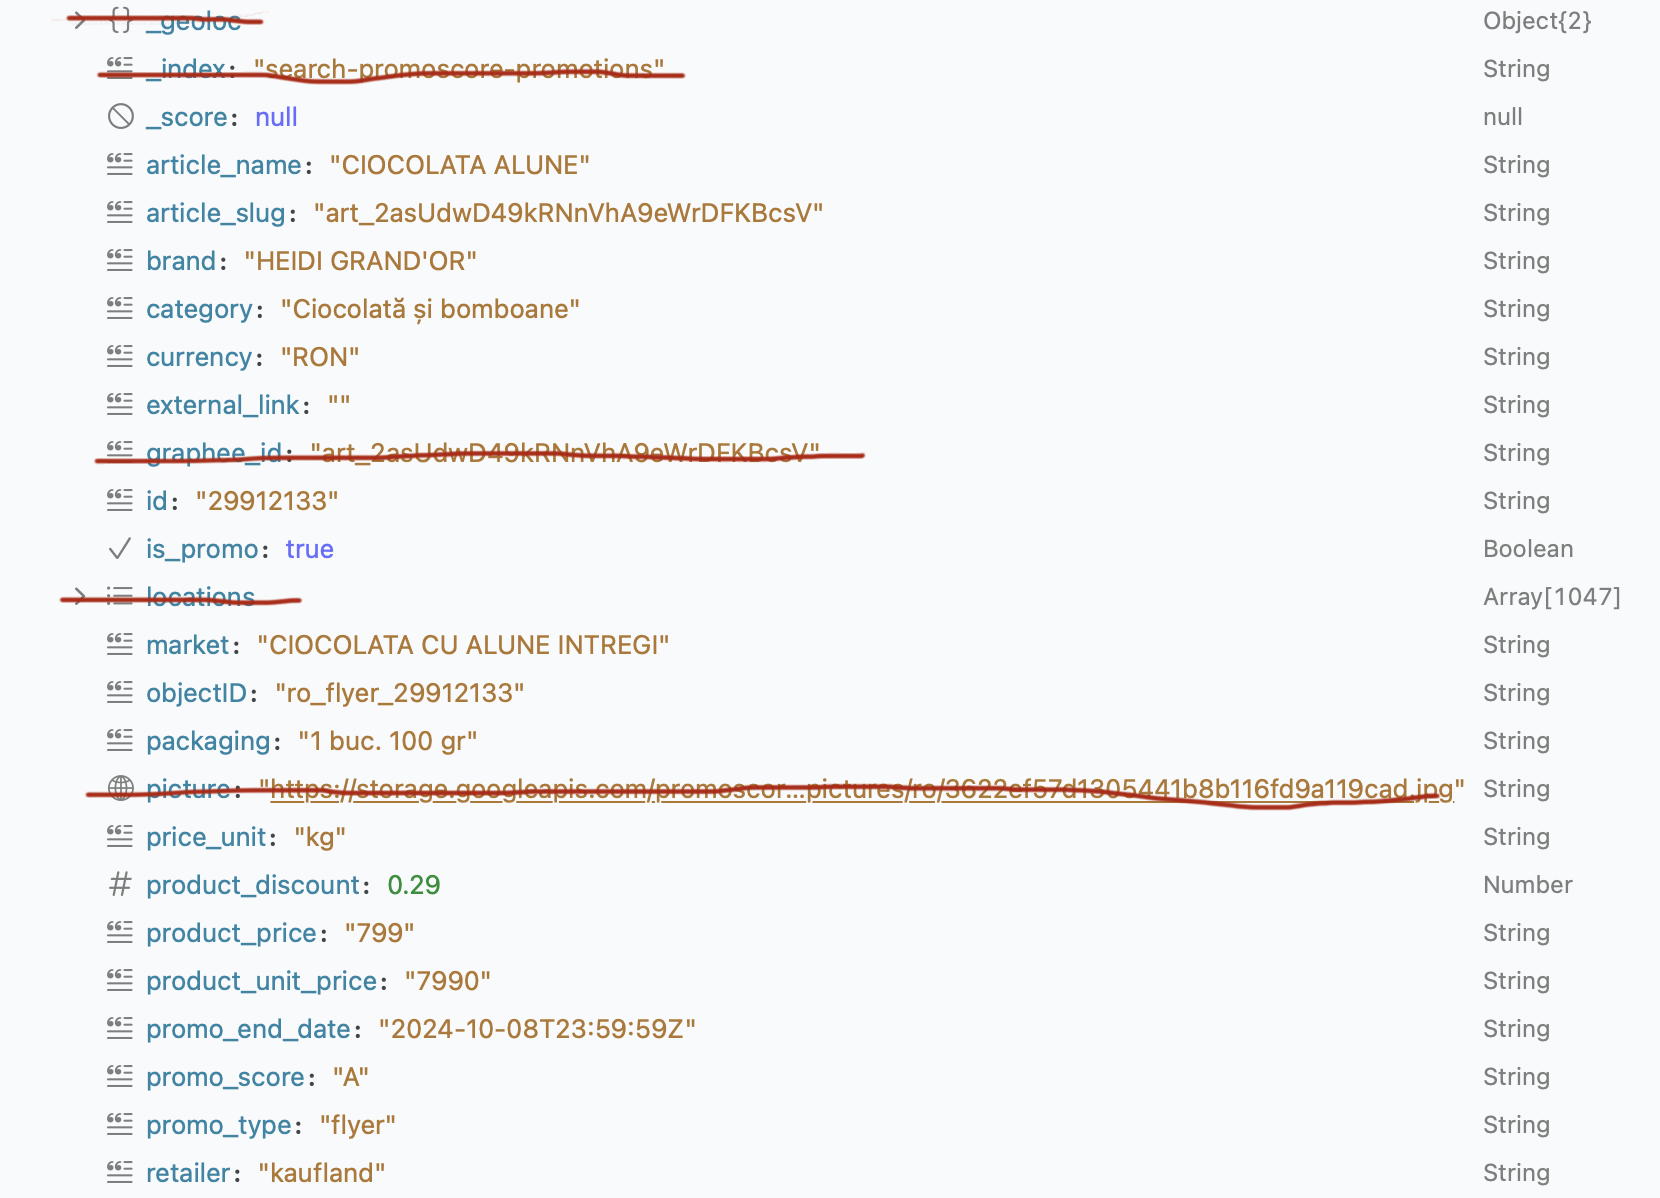 _geoloc Object{2}
_index: "search-promoscore-promotions" String
_score: null null
article_name: "CIOCOLATA ALUNE" String
article_slug: "art_2asUdwD49kRNnVhA9eWrDFKBcsV" String
brand: "HEIDI GRAND'OR" String
category: "Ciocolată și bomboane" String
currency: "RON" String
external_link: "" String
graphee_id: "art_2asUdwD49kRNnVhA9eWrDFKBcsV" String
id: "29912133" String
is_promo: true Boolean
locations Array[1047]
market: "CIOCOLATA CU ALUNE INTREGI" String
objectID: "ro_flyer_29912133" String
packaging: "1 buc. 100 gr" String
picture: "https://storage.googleapis.com/promoscor...pictures/ro/3622ef57d1305441b8b116fd9a119cad.jpg" String
price_unit: "kg" String
product_discount: 0.29 Number
product_price: "799" String
product_unit_price: "7990" String
promo_end_date: "2024-10-08T23:59:59Z" String
promo_score: "A" String
promo_type: "flyer" String
retailer: "kaufland" String